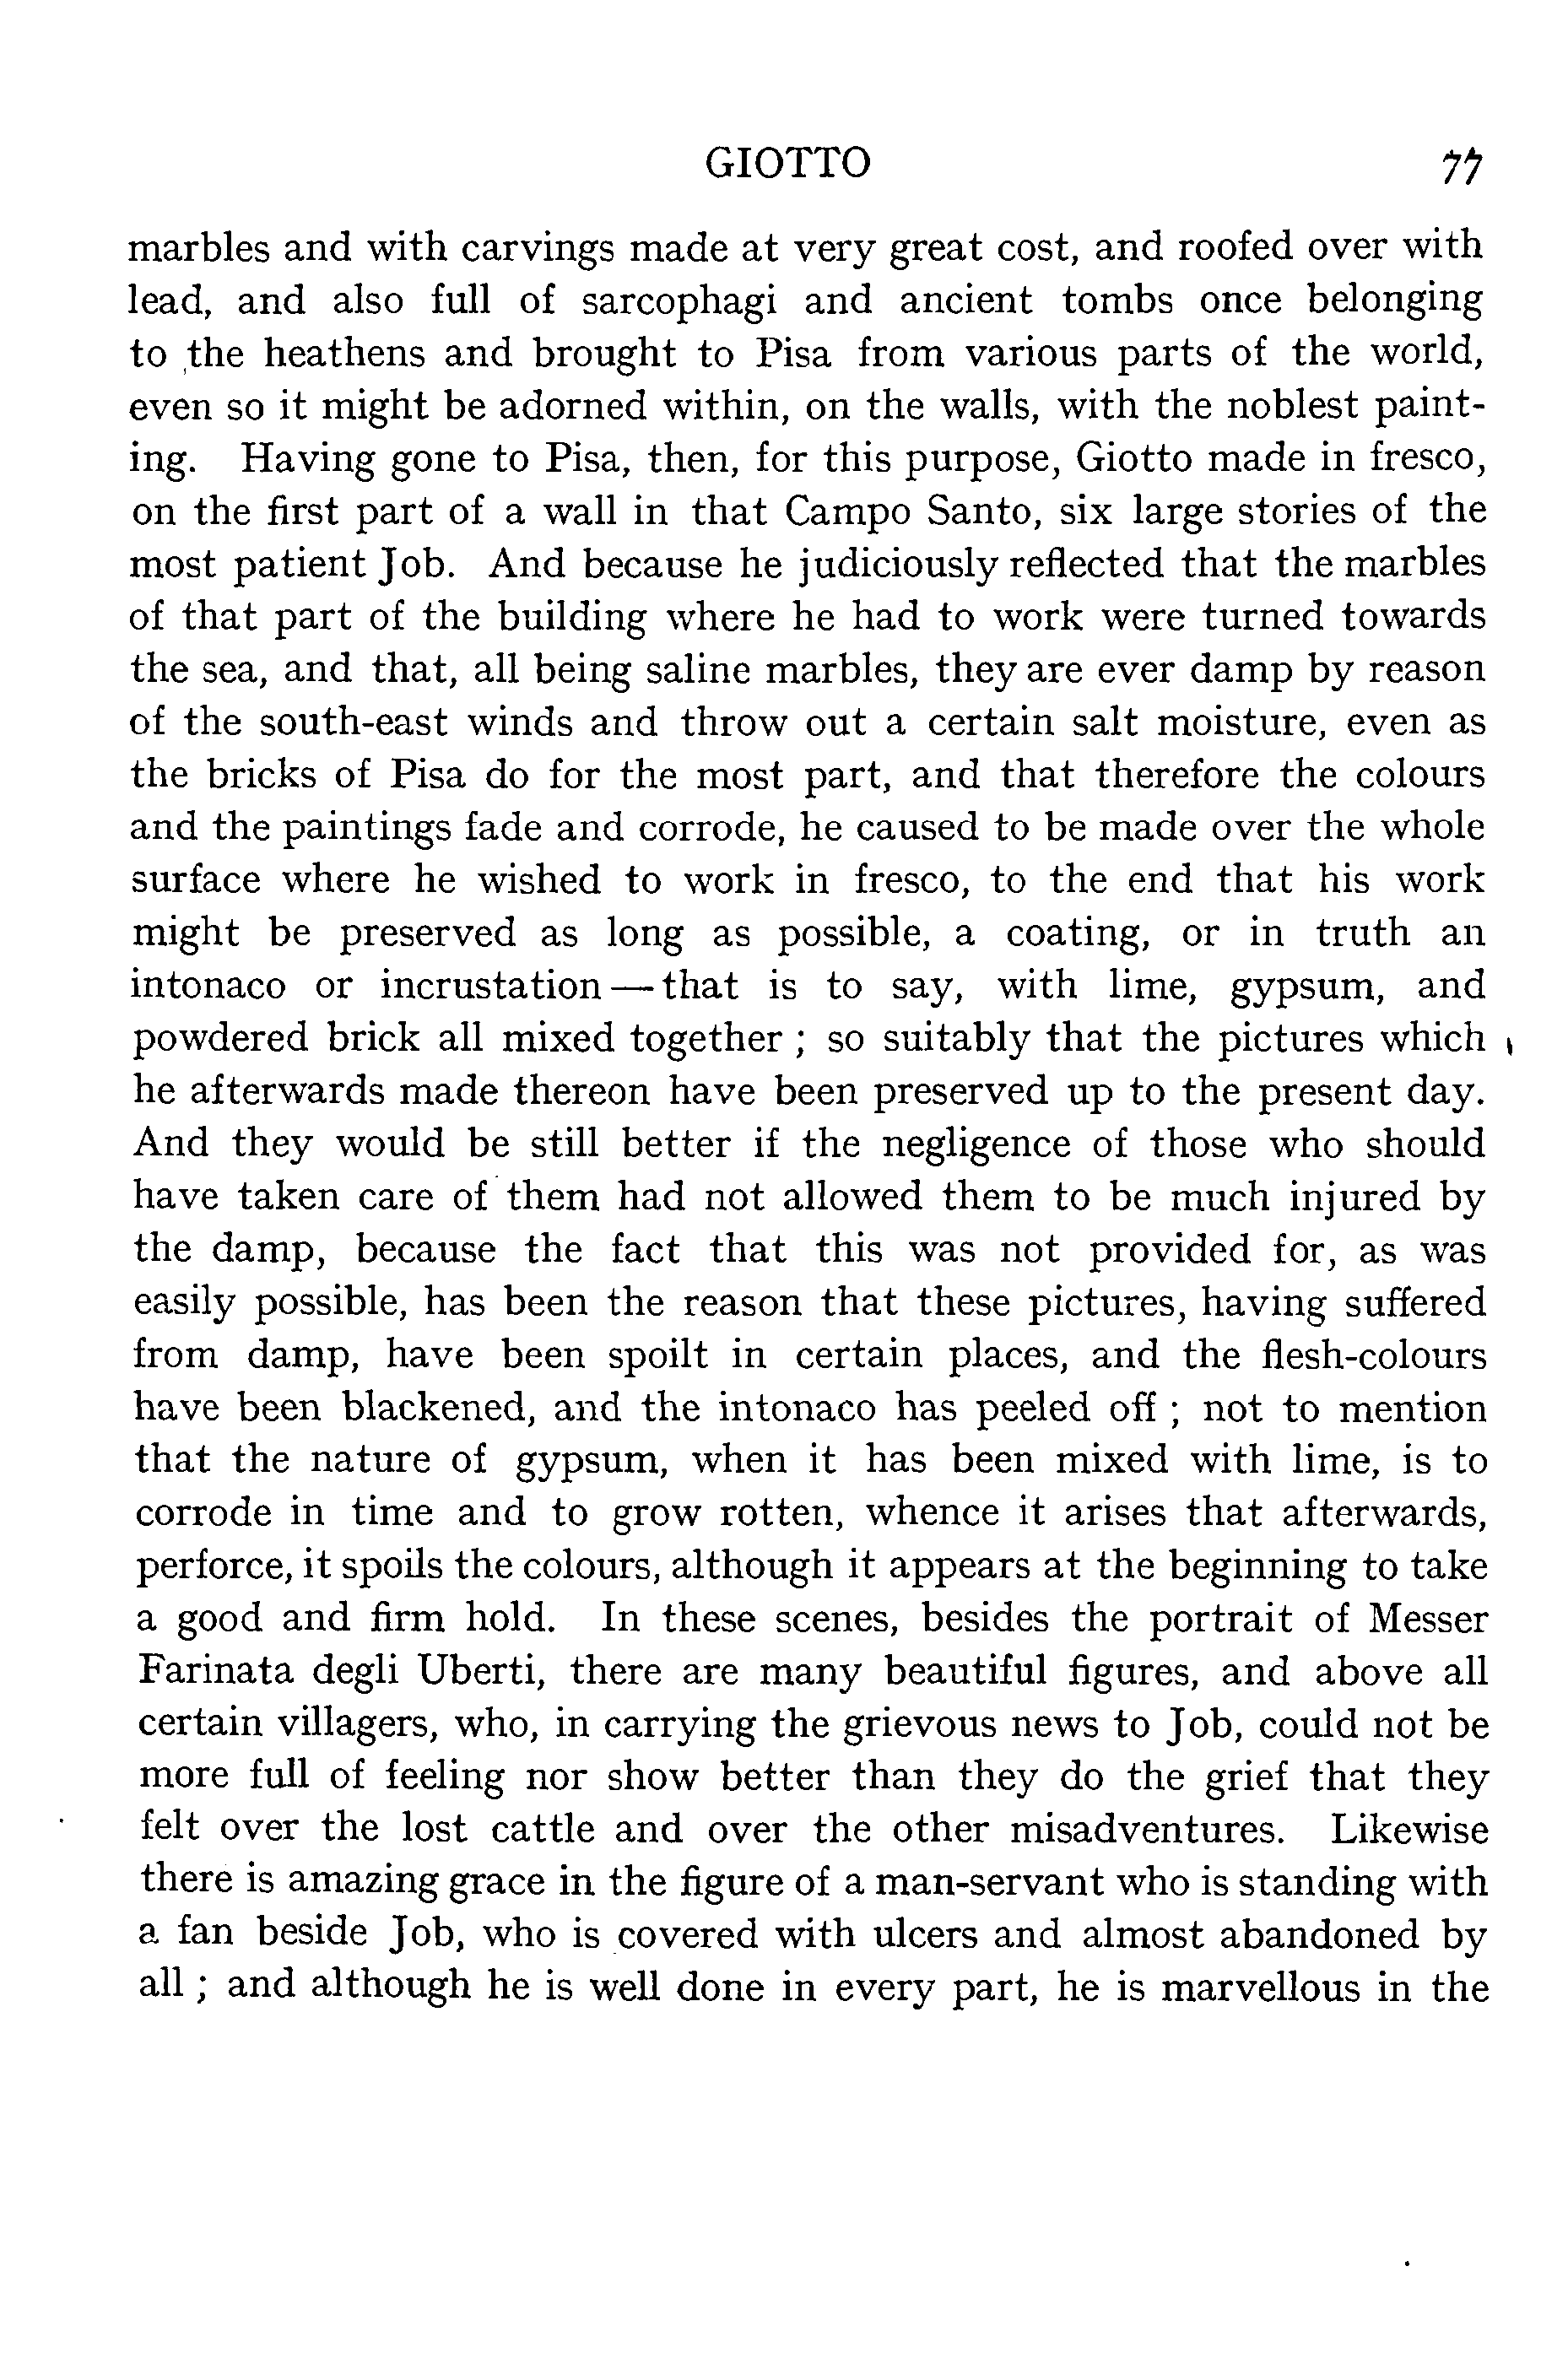 GIOTTO 77
marbles and with carvings made at very great cost, and roofed over with
lead, and also full of sarcophagi and ancient tombs once belonging
to the heathens and brought to Pisa from various parts of the world,
even so it might be adorned within, on the walls, with the noblest paint-
ing. Having gone to Pisa, then, for this purpose, Giotto made in fresco,
on the first part of a wall in that Campo Santo, six large stories of the
most patient Job. And because he judiciously reflected that the marbles
of that part of the building where he had to work were turned towards
the sea, and that, all being saline marbles, they are ever damp by reason
of the south-east winds and throw out a certain salt moisture, even as
the bricks of Pisa do for the most part, and that therefore the colours
and the paintings fade and corrode, he caused to be made over the whole
surface where he wished to work in fresco, to the end that his work
might be preserved as long as possible, a coating, or in truth an
intonaco or incrustation—that is to say, with lime, gypsum, and
powdered brick all mixed together; so suitably that the pictures which
he afterwards made thereon have been preserved up to the present day.
And they would be still better if the negligence of those who should
have taken care of them had not allowed them to be much injured by
the damp, because the fact that this was not provided for, as was
easily possible, has been the reason that these pictures, having suffered
from damp, have been spoilt in certain places, and the flesh-colours
have been blackened, and the intonaco has peeled off; not to mention
that the nature of gypsum, when it has been mixed with lime, is to
corrode in time and to grow rotten, whence it arises that afterwards,
perforce, it spoils the colours, although it appears at the beginning to take
a good and firm hold. In these scenes, besides the portrait of Messer
Farinata degli Uberti, there are many beautiful figures, and above all
certain villagers, who, in carrying the grievous news to Job, could not be
more full of feeling nor show better than they do the grief that they
felt over the lost cattle and over the other misadventures. Likewise
there is amazing grace in the figure of a man-servant who is standing with
a fan beside Job, who is covered with ulcers and almost abandoned by
all; and although he is well done in every part, he is marvellous in the